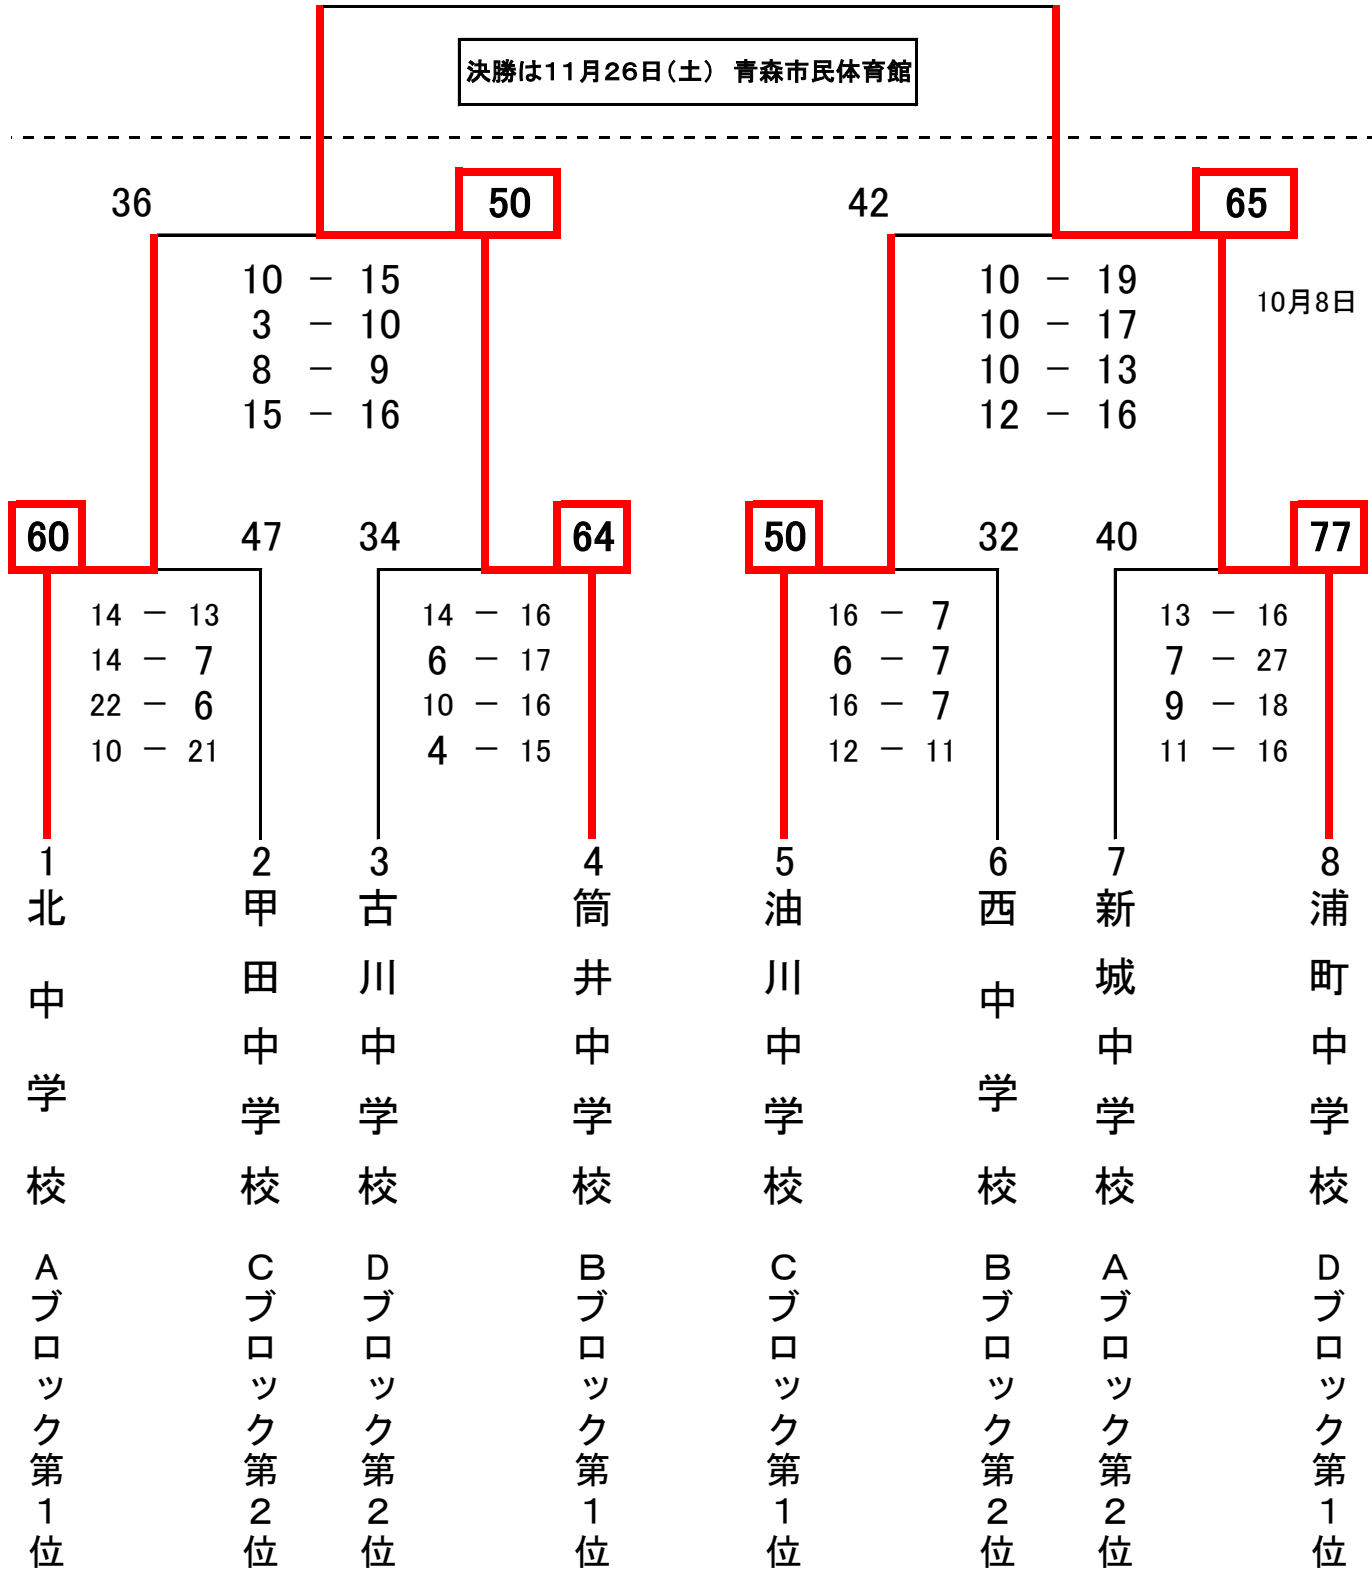 決勝は11月26日(土) 青森市民体育館
36 50 42 65
10 － 15
3 － 10
8 － 9
15 － 16
10 － 19
10 － 17
10 － 13
12 － 16
10月8日
60 47 34 64 50 32 40 77
14 － 13
14 － 7
22 － 6
10 － 21
14 － 16
6 － 17
10 － 16
4 － 15
16 － 7
6 － 7
16 － 7
12 － 11
13 － 16
7 － 27
9 － 18
11 － 16
1 2 3 4 5 6 7 8
北中学校
甲田中学校
古川中学校
筒井中学校
油川中学校
西中学校
新城中学校
浦町中学校
Aブロック第1位
Cブロック第2位
Dブロック第2位
Bブロック第1位
Cブロック第1位
Bブロック第2位
Aブロック第2位
Dブロック第1位